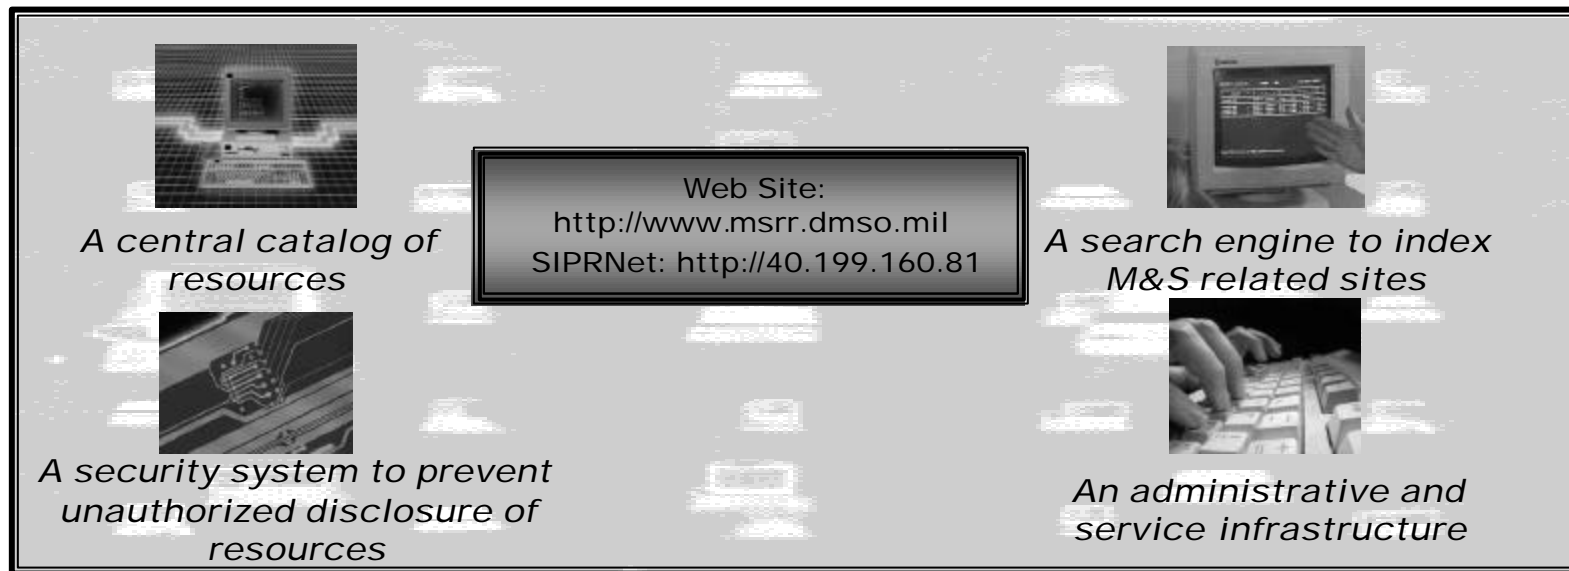 A central catalog of
resources
Web Site:
http://www.msrr.dmso.mil
SIPRNet: http://40.199.160.81
A search engine to index
M&S related sites
A security system to prevent
unauthorized disclosure of
resources
An administrative and
service infrastructure